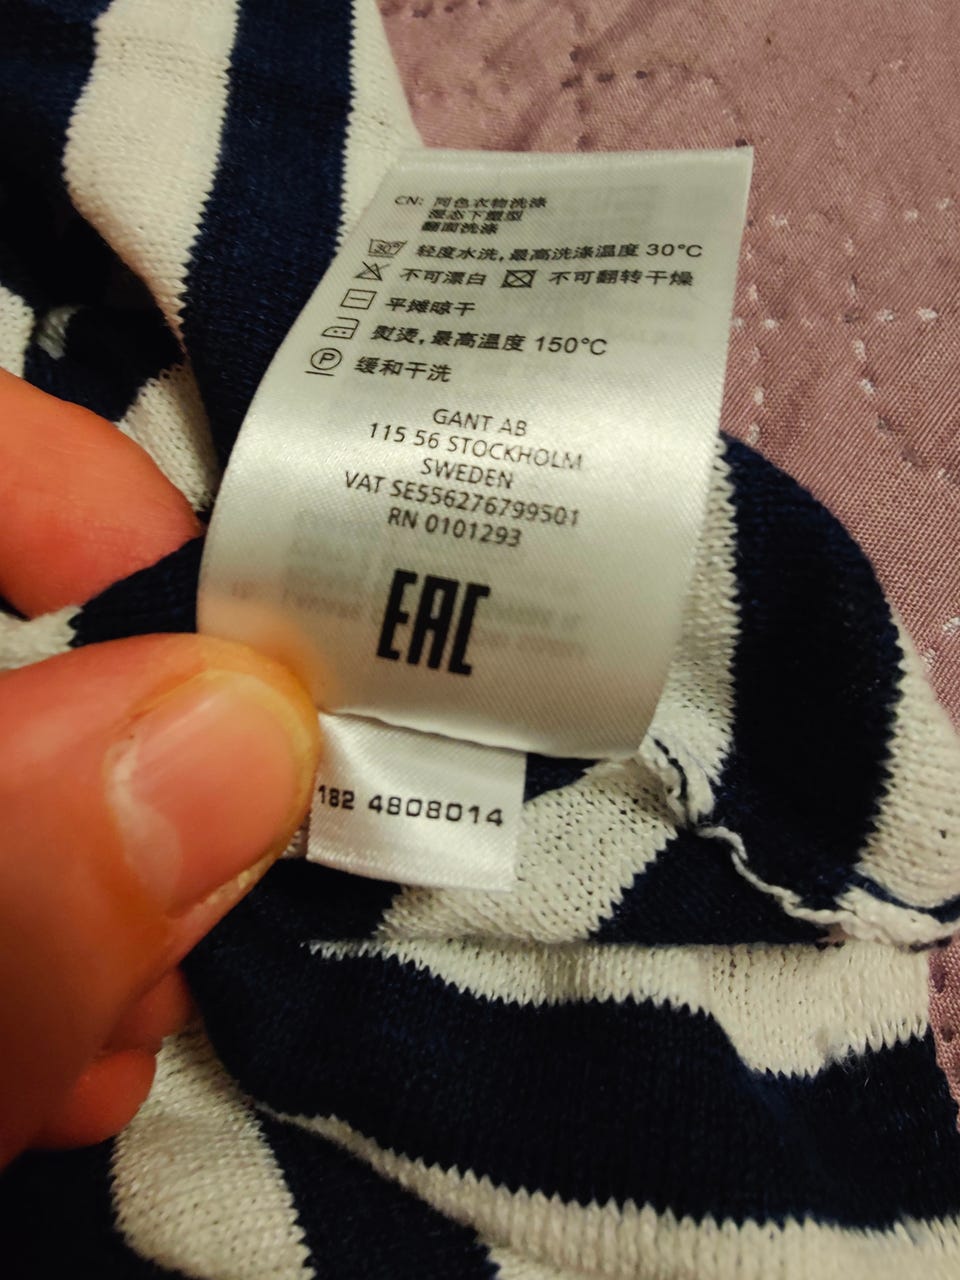 CN: 同色衣物洗涤
湿态下塑型
翻面洗涤
30° 轻度水洗,最高洗涤温度 30°C
不可漂白 不可翻转干燥
平摊晾干
熨烫,最高温度 150°C
P 缓和干洗
GANT AB
115 56 STOCKHOLM
SWEDEN
VAT SE556276799501
RN 0101293
EAC
182 4808014